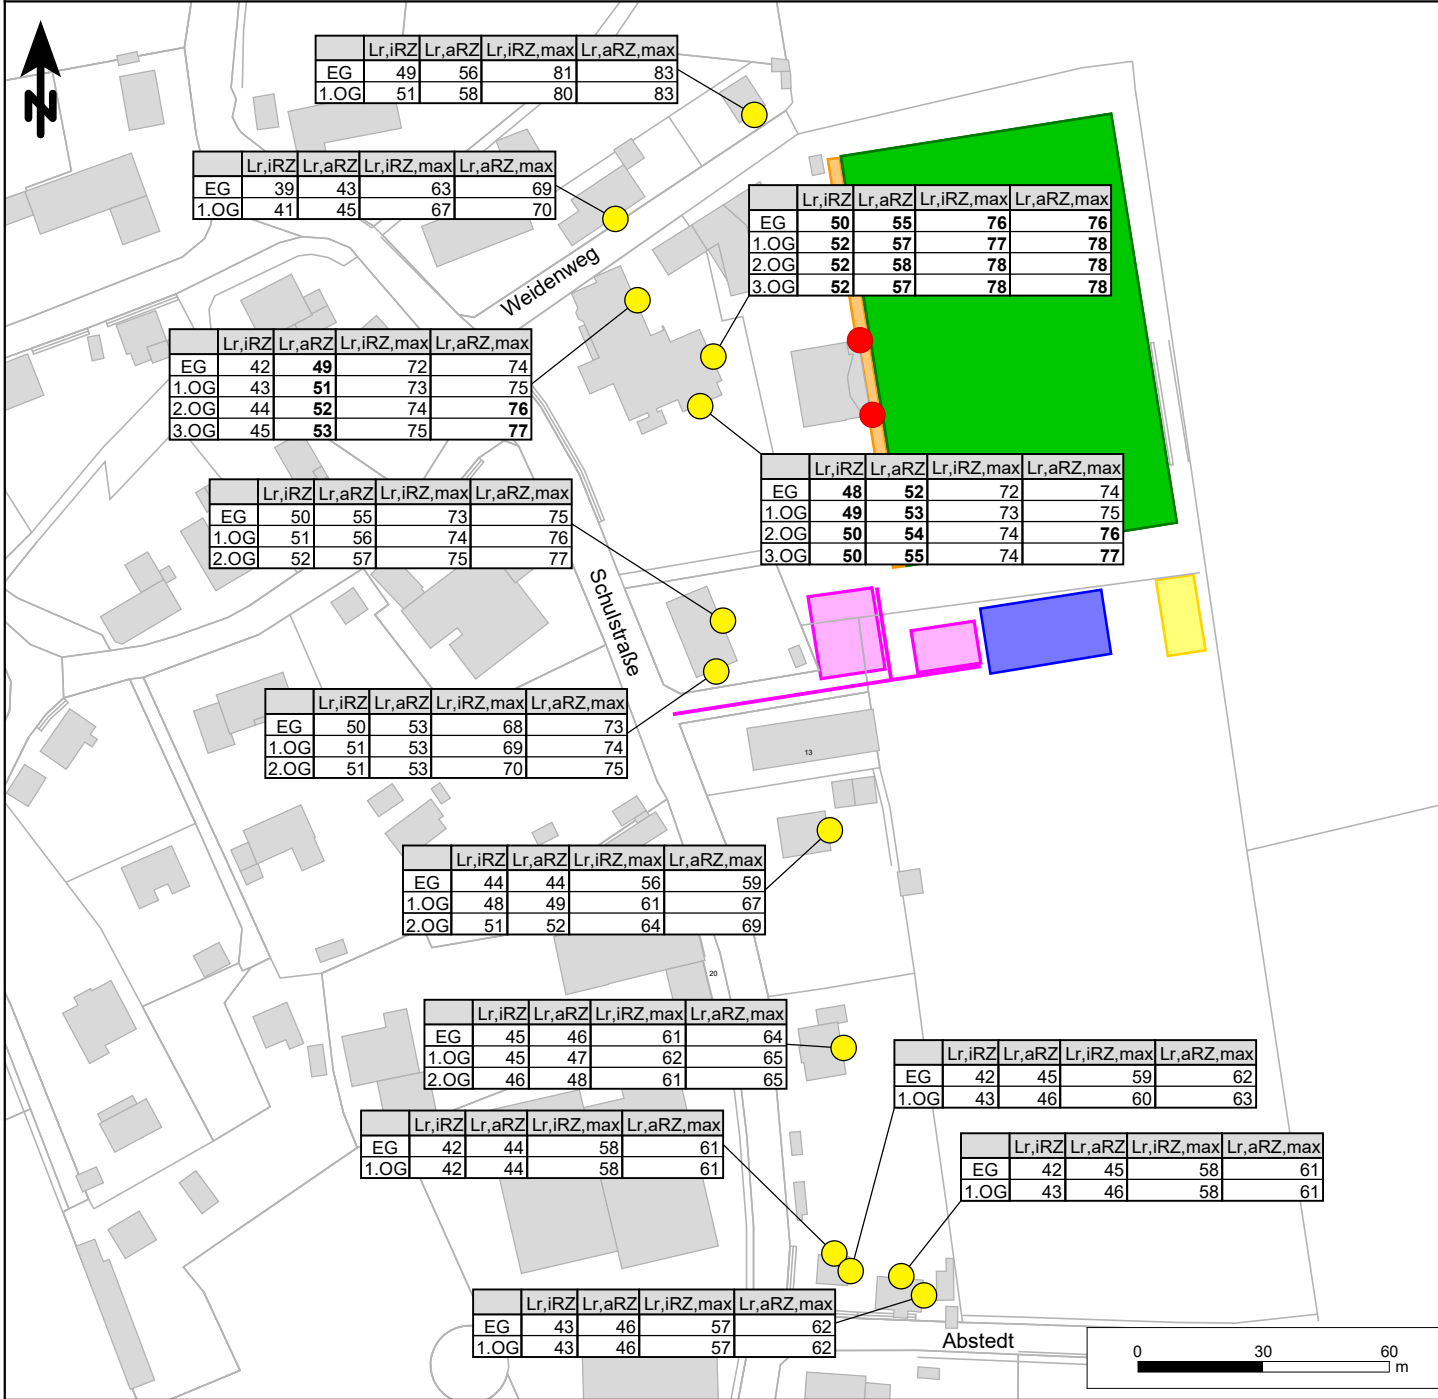 N
Lr,iRZ Lr,aRZ Lr,iRZ,max Lr,aRZ,max
EG 49 56 81 83
1.OG 51 58 80 83
Lr,iRZ Lr,aRZ Lr,iRZ,max Lr,aRZ,max
EG 39 43 63 69
1.OG 41 45 67 70
Lr,iRZ Lr,aRZ Lr,iRZ,max Lr,aRZ,max
EG 50 55 76 76
1.OG 52 57 77 78
2.OG 52 58 78 78
3.OG 52 57 78 78
Weidenweg
Lr,iRZ Lr,aRZ Lr,iRZ,max Lr,aRZ,max
EG 42 49 72 74
1.OG 43 51 73 75
2.OG 44 52 74 76
3.OG 45 53 75 77
Lr,iRZ Lr,aRZ Lr,iRZ,max Lr,aRZ,max
EG 48 52 72 74
1.OG 49 53 73 75
2.OG 50 54 74 76
3.OG 50 55 74 77
Lr,iRZ Lr,aRZ Lr,iRZ,max Lr,aRZ,max
EG 50 55 73 75
1.OG 51 56 74 76
2.OG 52 57 75 77
Schulstraße
Lr,iRZ Lr,aRZ Lr,iRZ,max Lr,aRZ,max
EG 50 53 68 73
1.OG 51 53 69 74
2.OG 51 53 70 75
13
Lr,iRZ Lr,aRZ Lr,iRZ,max Lr,aRZ,max
EG 44 44 56 59
1.OG 48 49 61 67
2.OG 51 52 64 69
20
Lr,iRZ Lr,aRZ Lr,iRZ,max Lr,aRZ,max
EG 45 46 61 64
1.OG 45 47 62 65
2.OG 46 48 61 65
Lr,iRZ Lr,aRZ Lr,iRZ,max Lr,aRZ,max
EG 42 45 59 62
1.OG 43 46 60 63
Lr,iRZ Lr,aRZ Lr,iRZ,max Lr,aRZ,max
EG 42 44 58 61
1.OG 42 44 58 61
Lr,iRZ Lr,aRZ Lr,iRZ,max Lr,aRZ,max
EG 42 45 58 61
1.OG 43 46 58 61
Lr,iRZ Lr,aRZ Lr,iRZ,max Lr,aRZ,max
EG 43 46 57 62
1.OG 43 46 57 62
Abstedt
0 30 60
m